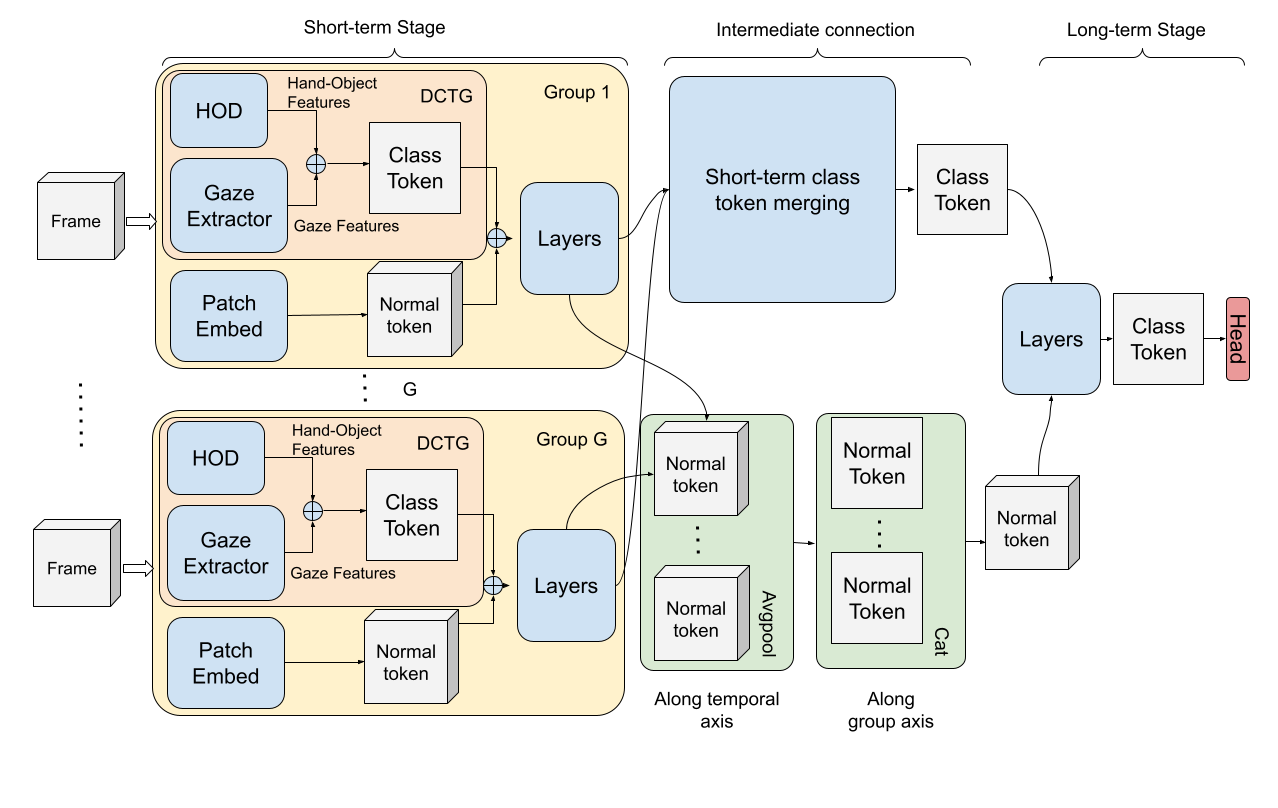 Short-term Stage
Intermediate connection
Long-term Stage
HOD
Hand-Object
Features
DCTG
Group 1
Class
Token
Gaze
Extractor
Gaze Features
Frame
Layers
Patch
Embed
Normal
token
Short-term class
token merging
Class
Token
Layers
Class
Token
Head
G
HOD
Hand-Object
Features
DCTG
Group G
Class
Token
Gaze
Extractor
Gaze Features
Frame
Layers
Patch
Embed
Normal
token
Normal
token
Normal
token
Avgpool
Along temporal
axis
Normal
Token
Normal
Token
Cat
Along
group axis
Normal
token